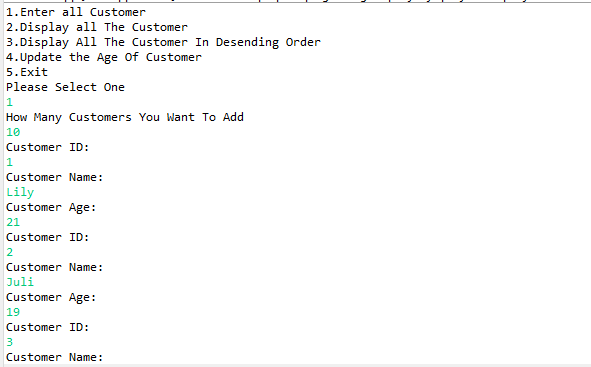 1.Enter all Customer
2.Display all The Customer
3.Display All The Customer In Desending Order
4.Update the Age Of Customer
5.Exit
Please Select One
1
How Many Customers You Want To Add
10
Customer ID:
1
Customer Name:
Lily
Customer Age:
21
Customer ID:
2
Customer Name:
Juli
Customer Age:
19
Customer ID:
3
Customer Name: